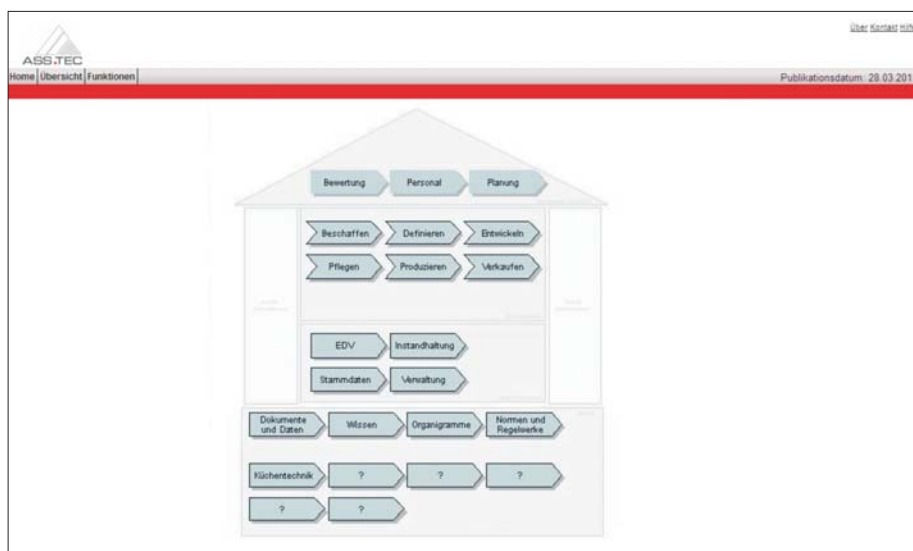 Über Kontakt Hilf
ASS.TEC
Home Übersicht Funktionen
Publikationsdatum: 28.03.201
Bewertung Personal Planung
Beschaffen Definieren Entwickeln
Pflegen Produzieren Verkaufen
EDV Instandhaltung
Stammdaten Verwaltung
Dokumente und Daten Wissen Organigramme Normen und Regelwerke
Küchentechnik ? ? ?
? ?